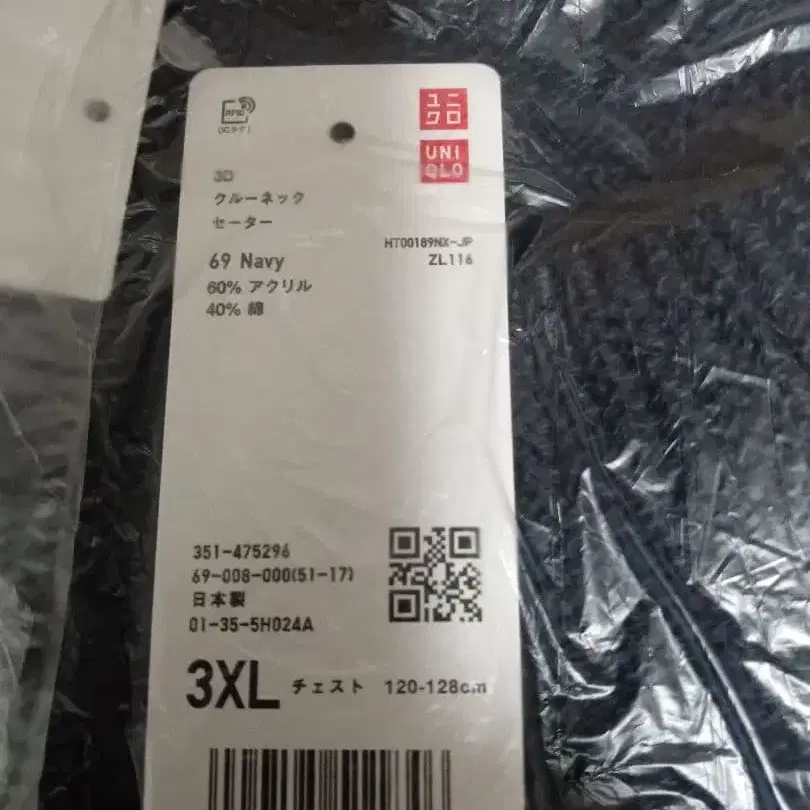 RFID
(ICタグ)
ユニ
クロ
UNI
QLO
3D
クルーネック
セーター
HT00189NX-JP
69 Navy
ZL116
60% アクリル
40% 綿
351-475296
69-008-000(51-17)
日本製
01-35-5H024A
3XL チェスト 120-128cm